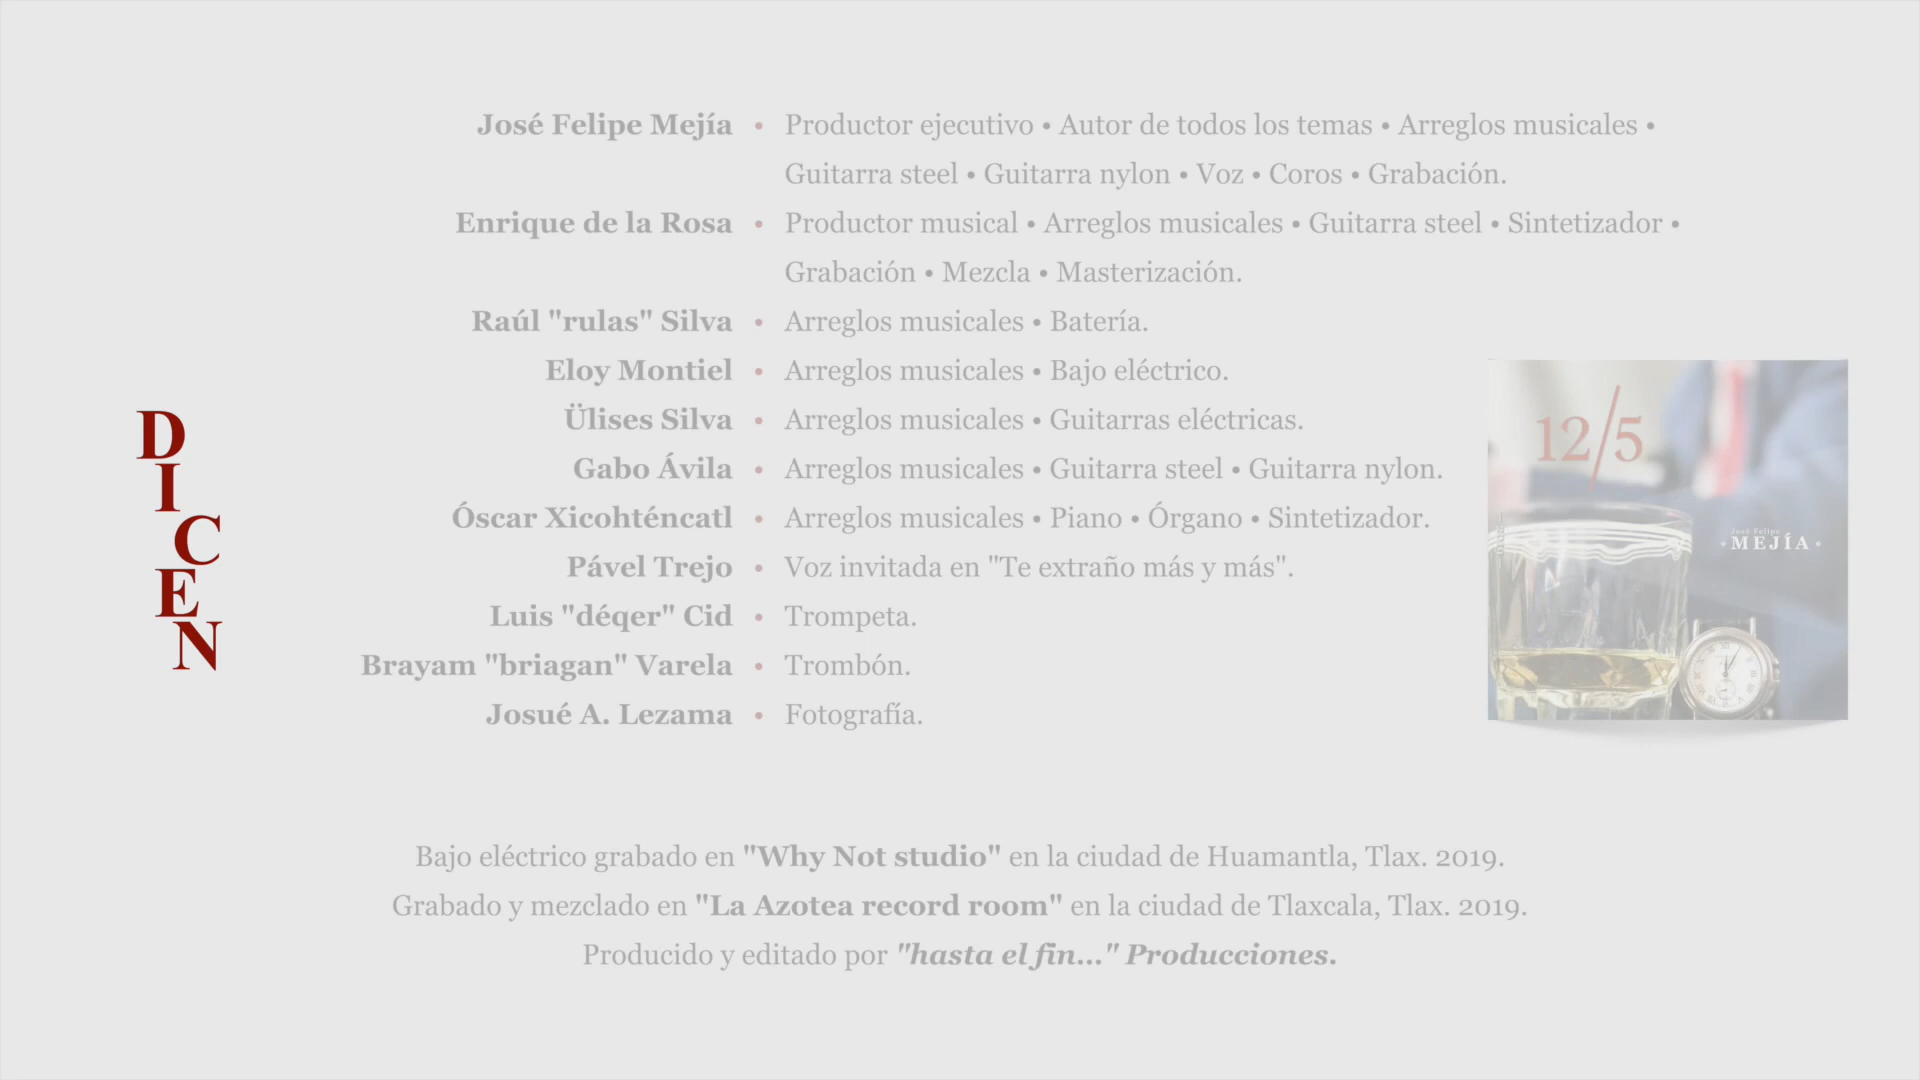 José Felipe Mejía • Productor ejecutivo • Autor de todos los temas • Arreglos musicales •
Guitarra steel • Guitarra nylon • Voz • Coros • Grabación.
Enrique de la Rosa • Productor musical • Arreglos musicales • Guitarra steel • Sintetizador •
Grabación • Mezcla • Masterización.
Raúl "rulas" Silva • Arreglos musicales • Batería.
Eloy Montiel • Arreglos musicales • Bajo eléctrico.
Ülises Silva • Arreglos musicales • Guitarras eléctricas.
Gabo Ávila • Arreglos musicales • Guitarra steel • Guitarra nylon.
Óscar Xicohténcatl • Arreglos musicales • Piano • Órgano • Sintetizador.
Pável Trejo • Voz invitada en "Te extraño más y más".
Luis "déqer" Cid • Trompeta.
Brayam "briagan" Varela • Trombón.
Josué A. Lezama • Fotografía.
DICEN
12/5
José Felipe
• MEJÍA •
Bajo eléctrico grabado en "Why Not studio" en la ciudad de Huamantla, Tlax. 2019.
Grabado y mezclado en "La Azotea record room" en la ciudad de Tlaxcala, Tlax. 2019.
Producido y editado por "hasta el fin..." Producciones.